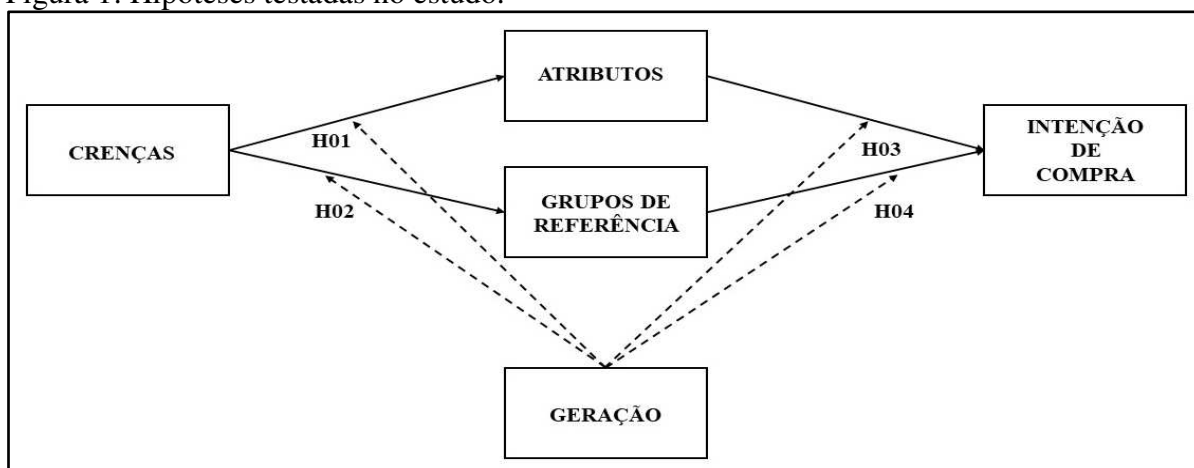 Figura 1. Hipóteses testadas no estudo.
ATRIBUTOS
CRENÇAS
H01
H02
GRUPOS DE
REFERÊNCIA
H03
H04
INTENÇÃO
DE
COMPRA
GERAÇÃO